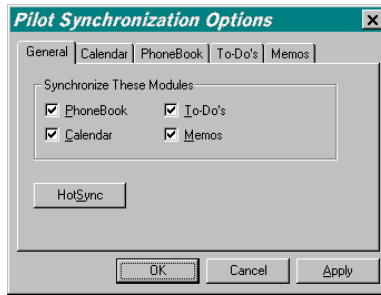 Pilot Synchronization Options
General Calendar PhoneBook To-Do's Memos
Synchronize These Modules
PhoneBook To-Do's
Calendar Memos
HotSync
OK Cancel Apply